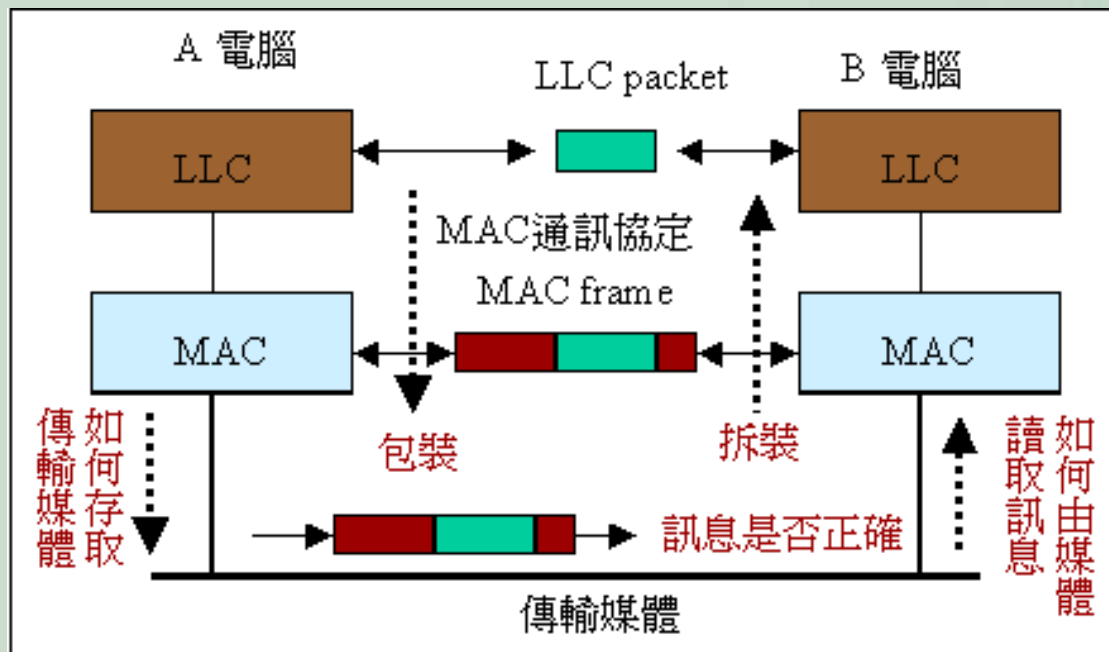 A 電腦
LLC packet
B 電腦
LLC
LLC
MAC通訊協定
MAC frame
MAC
MAC
包裝
拆裝
如何存取
傳輸媒體
如何由媒體
讀取訊息
訊息是否正確
傳輸媒體